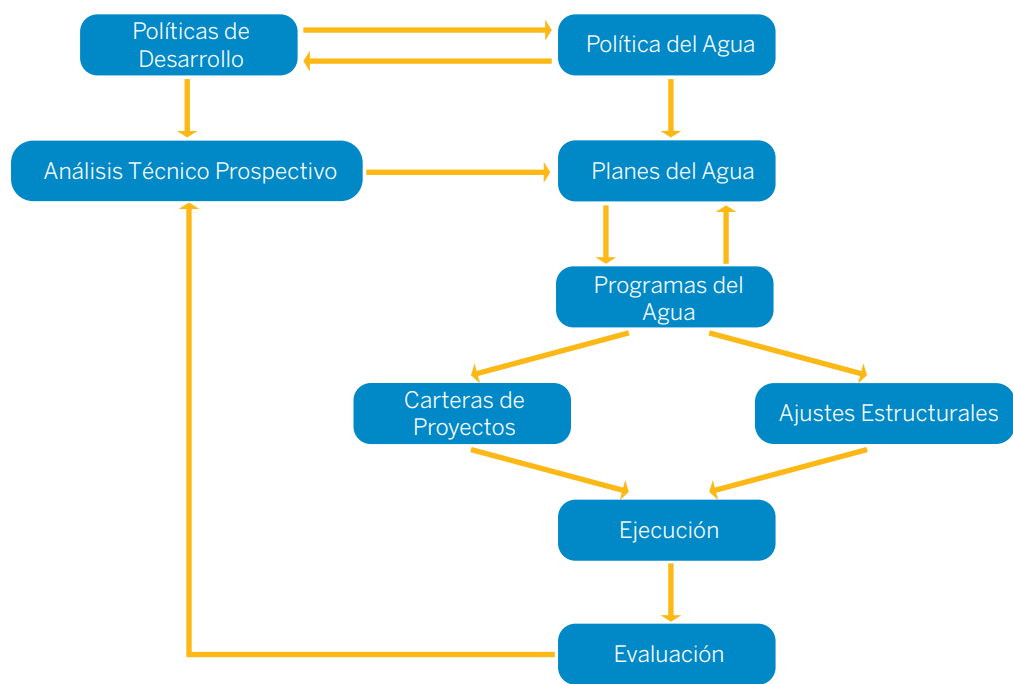 Políticas de
Desarrollo
Política del Agua
Análisis Técnico Prospectivo
Planes del Agua
Programas del
Agua
Carteras de
Proyectos
Ajustes Estructurales
Ejecución
Evaluación